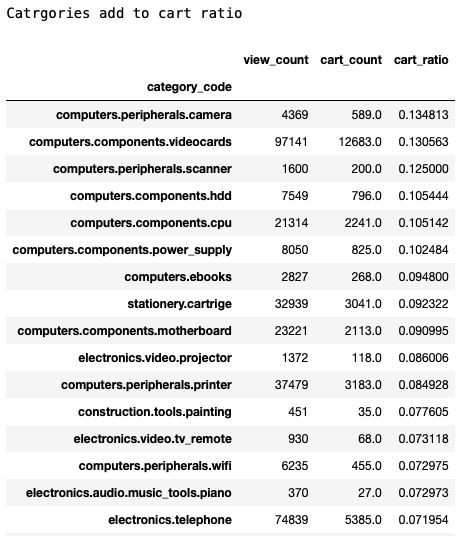 Catrgories add to cart ratio
view_count cart_count cart_ratio
category_code
computers.peripherals.camera 4369 589.0 0.134813
computers.components.videocards 97141 12683.0 0.130563
computers.peripherals.scanner 1600 200.0 0.125000
computers.components.hdd 7549 796.0 0.105444
computers.components.cpu 21314 2241.0 0.105142
computers.components.power_supply 8050 825.0 0.102484
computers.ebooks 2827 268.0 0.094800
stationery.cartrige 32939 3041.0 0.092322
computers.components.motherboard 23221 2113.0 0.090995
electronics.video.projector 1372 118.0 0.086006
computers.peripherals.printer 37479 3183.0 0.084928
construction.tools.painting 451 35.0 0.077605
electronics.video.tv_remote 930 68.0 0.073118
computers.peripherals.wifi 6235 455.0 0.072975
electronics.audio.music_tools.piano 370 27.0 0.072973
electronics.telephone 74839 5385.0 0.071954